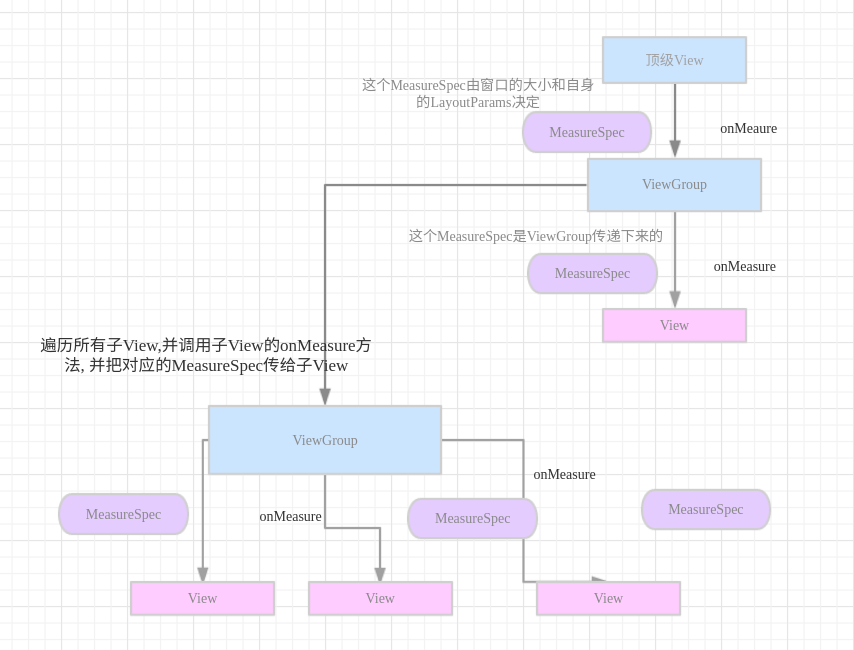 顶级View
这个MeasureSpec由窗口的大小和自身
的LayoutParams决定
MeasureSpec
onMeaure
ViewGroup
这个MeasureSpec是ViewGroup传递下来的
MeasureSpec
onMeasure
View
遍历所有子View,并调用子View的onMeasure方
法, 并把对应的MeasureSpec传给子View
ViewGroup
onMeasure
MeasureSpec
onMeasure
MeasureSpec
MeasureSpec
View
View
View